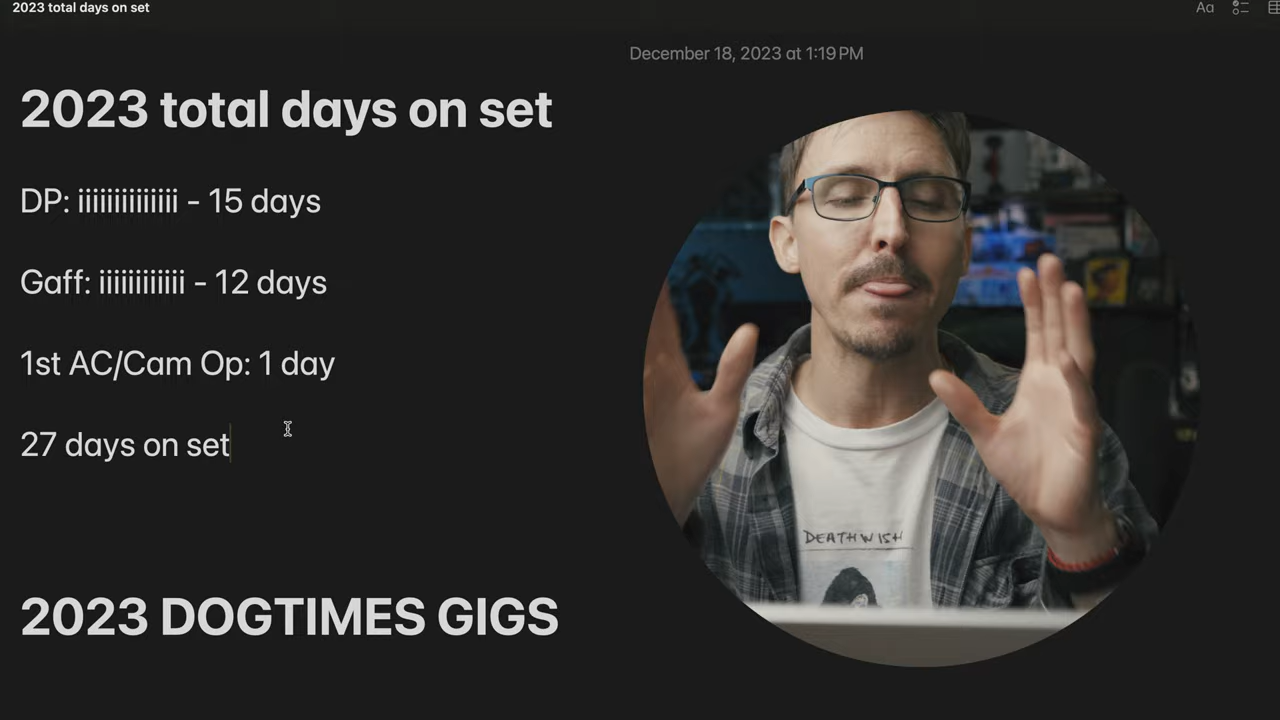 2023 total days on set
December 18, 2023 at 1:19 PM
2023 total days on set
DP: iiiiiiiiiiiiiii - 15 days
Gaff: iiiiiiiiiiii - 12 days
1st AC/Cam Op: 1 day
27 days on set
2023 DOGTIMES GIGS
Aa
DEATHWISH